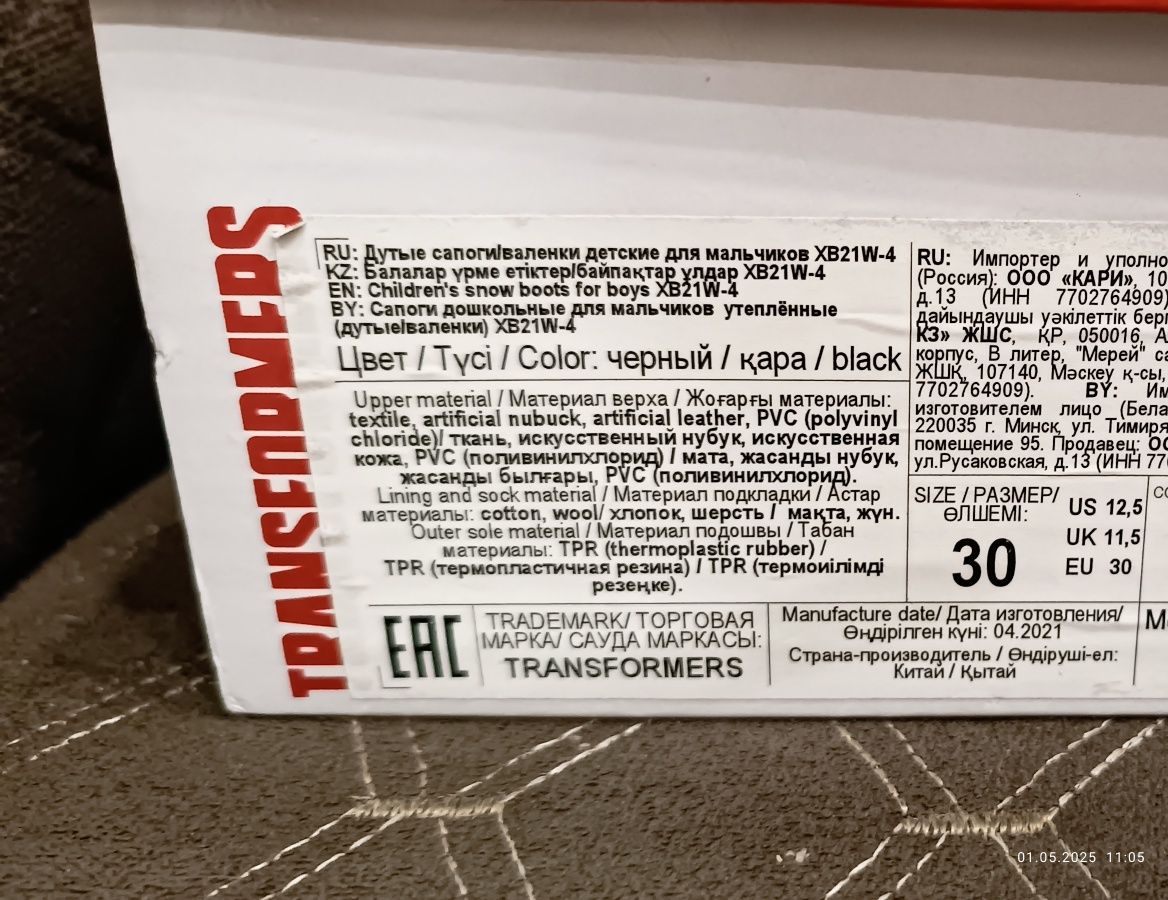 TRANSFORMERS
RU: Дутые сапоги/валенки детские для мальчиков XB21W-4
KZ: Балалар үрме етіктер/байпақтар ұлдар XB21W-4
EN: Children's snow boots for boys XB21W-4
BY: Сапоги дошкольные для мальчиков утеплённые
(дутые/валенки) XB21W-4
Цвет / Түсі / Color: черный / қара / black
Upper material / Материал верха / Жоғарғы материалы:
textile, artificial nubuck, artificial leather, PVC (polyvinyl
chloride)/ ткань, искусственный нубук, искусственная
кожа, PVC (поливинилхлорид) / мата, жасанды нубук,
жасанды былғары, PVC (поливинилхлорид).
Lining and sock material / Материал подкладки / Астар
материалы: cotton, wool/ хлопок, шерсть / мақта, жүн.
Outer sole material / Материал подошвы / Табан
материалы: TPR (thermoplastic rubber) /
TPR (термопластичная резина) / TPR (термоиілімді
резеңке).
EAC
TRADEMARK/ ТОРГОВАЯ
МАРКА/ САУДА МАРКАСЫ:
TRANSFORMERS
Manufacture date/ Дата изготовления/
Өндірілген күні: 04.2021
Страна-производитель / Өндіруші-ел:
Китай / Қытай
RU: Импортер и уполно
(Россия): ООО «КАРИ», 10
д.13 (ИНН 7702764909)
дайындаушы уәкілеттік бер
КЗ» ЖШС, ҚР, 050016, А
корпус, В литер, "Мерей" са
ЖШҚ, 107140, Мәскеу қ-сы,
7702764909). BY: Им
изготовителем лицо (Бела
220035 г. Минск, ул. Тимиря
помещение 95. Продавец: ОО
ул.Русаковская, д.13 (ИНН 770
SIZE / РАЗМЕР/
ӨЛШЕМІ:
30
US 12,5
UK 11,5
EU 30
01.05.2025 11:05